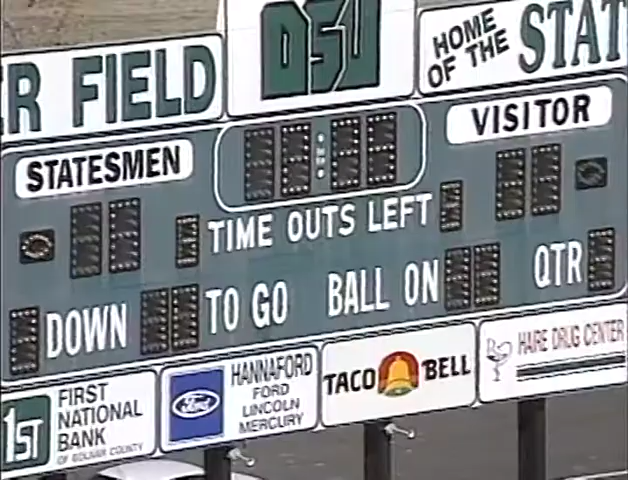 R FIELD
DSU
HOME
OF THE
STAT
STATESMEN
VISITOR
TIME OUTS LEFT
DOWN
TO GO
BALL ON
QTR
1ST
FIRST
NATIONAL
BANK
OF BOLIVAR COUNTY
Ford
HANNAFORD
FORD
LINCOLN
MERCURY
TACO BELL
HARE DRUG CENTER